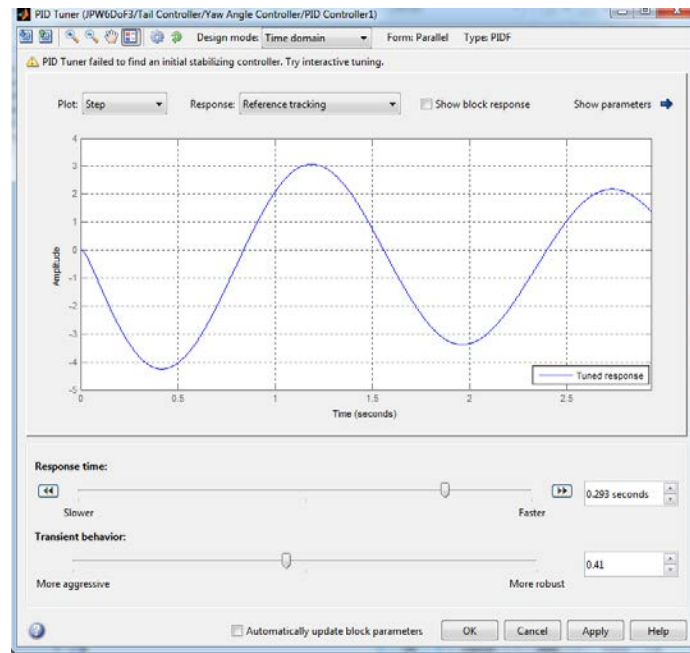 PID Tuner (JPW6DoF3/Tail Controller/Yaw Angle Controller/PID Controller1)
Design mode: Time domain Form: Parallel Type: PIDF
PID Tuner failed to find an initial stabilizing controller. Try interactive tuning.
Plot: Step Response: Reference tracking Show block response Show parameters
4
3
2
1
0
-1
-2
-3
-4
-5
Amplitude
Tuned response
0 0.5 1 1.5 2 2.5
Time (seconds)
Response time:
0.293 seconds
Slower Faster
Transient behavior:
0.41
More aggressive More robust
? Automatically update block parameters OK Cancel Apply Help